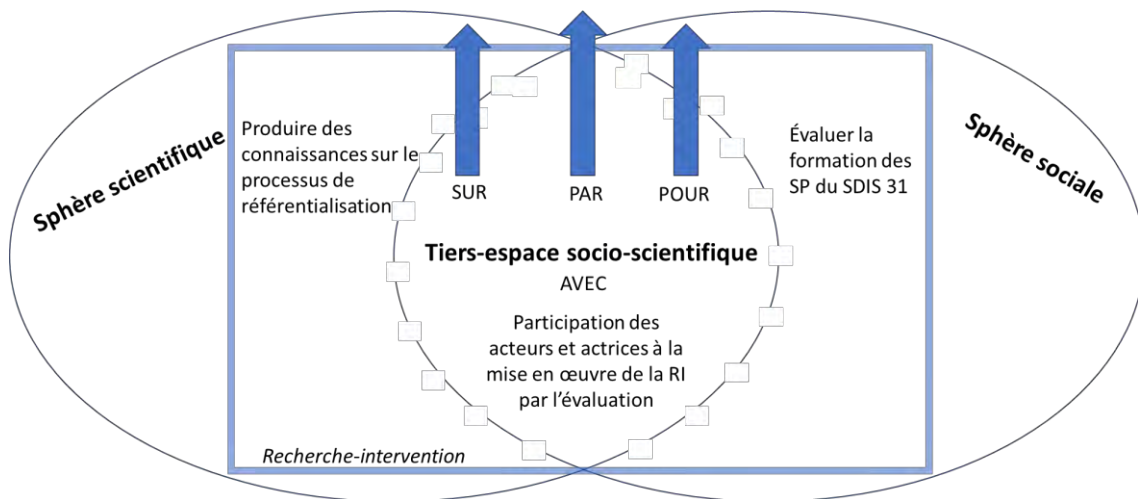 Sphère scientifique
Produire des
connaissances sur le
processus de
référentialisation
SUR
PAR
POUR
Évaluer la
formation des
SP du SDIS 31
Sphère sociale
Tiers-espace socio-scientifique
AVEC
Participation des
acteurs et actrices à la
mise en œuvre de la RI
par l’évaluation
Recherche-intervention